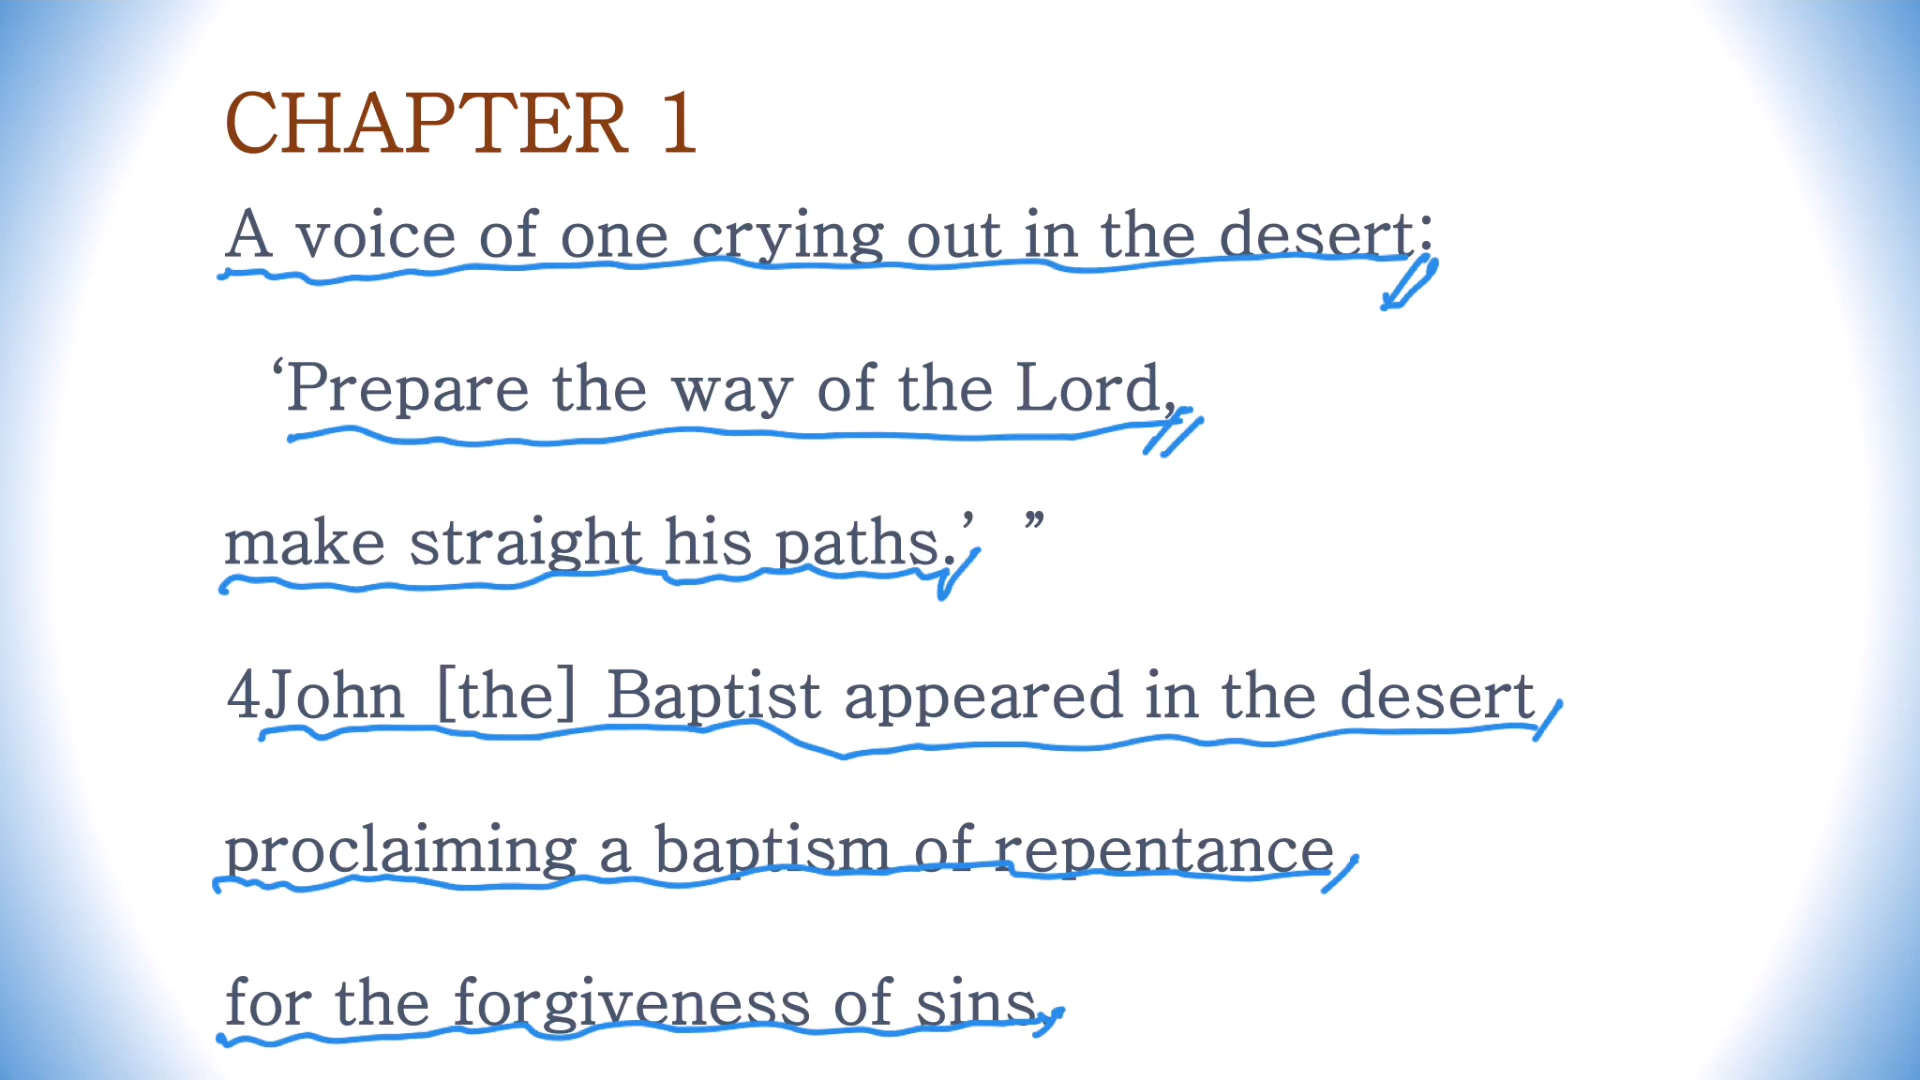 CHAPTER 1
A voice of one crying out in the desert:
‘Prepare the way of the Lord,
make straight his paths.’ ”
4John [the] Baptist appeared in the desert
proclaiming a baptism of repentance
for the forgiveness of sins.